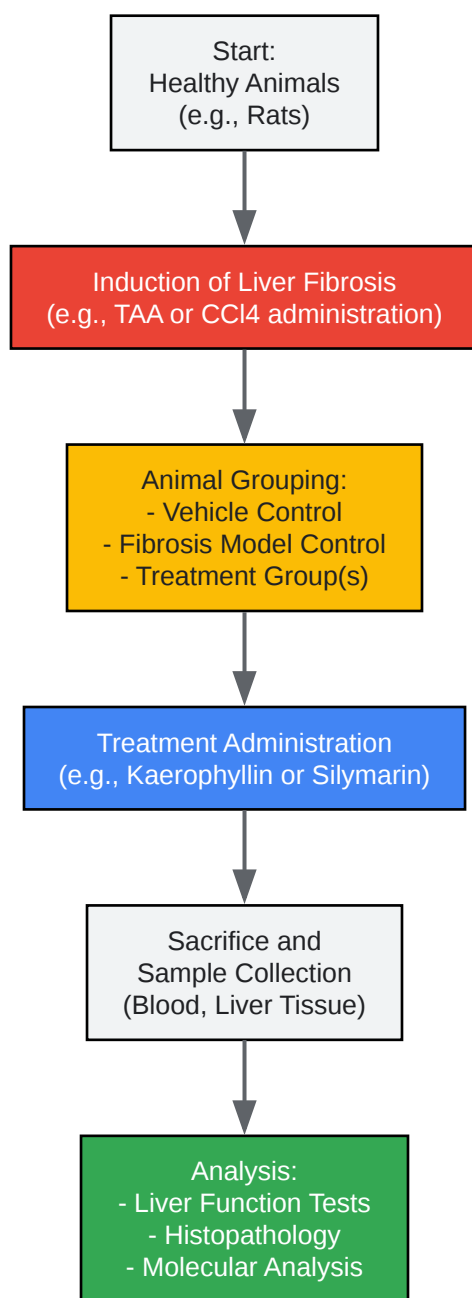 Start:
Healthy Animals
(e.g., Rats)
Induction of Liver Fibrosis
(e.g., TAA or CCl4 administration)
Animal Grouping:
- Vehicle Control
- Fibrosis Model Control
- Treatment Group(s)
Treatment Administration
(e.g., Kaerophyllin or Silymarin)
Sacrifice and
Sample Collection
(Blood, Liver Tissue)
Analysis:
- Liver Function Tests
- Histopathology
- Molecular Analysis